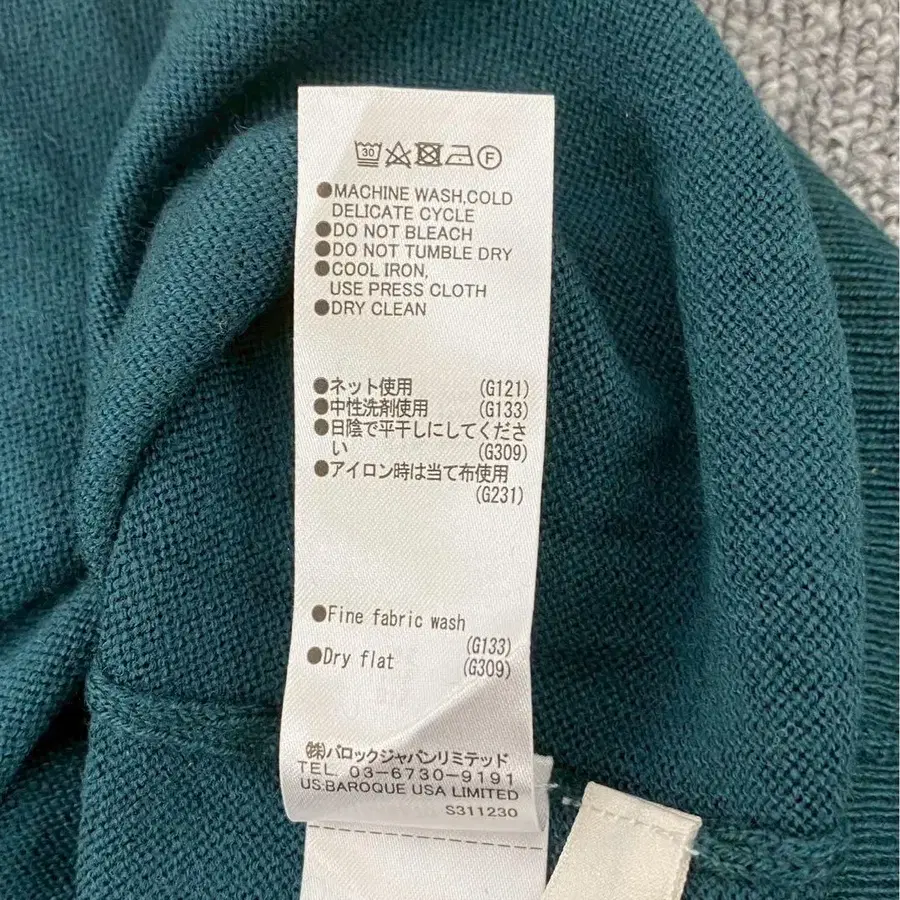 30 F
●MACHINE WASH,COLD
DELICATE CYCLE
●DO NOT BLEACH
●DO NOT TUMBLE DRY
●COOL IRON,
USE PRESS CLOTH
●DRY CLEAN
●ネット使用 (G121)
●中性洗剤使用 (G133)
●日陰で平干しにしてくださ
い (G309)
●アイロン時は当て布使用
(G231)
●Fine fabric wash
(G133)
●Dry flat (G309)
㈱バロックジャパンリミテッド
TEL. 03-6730-9191
US:BAROQUE USA LIMITED
S311230